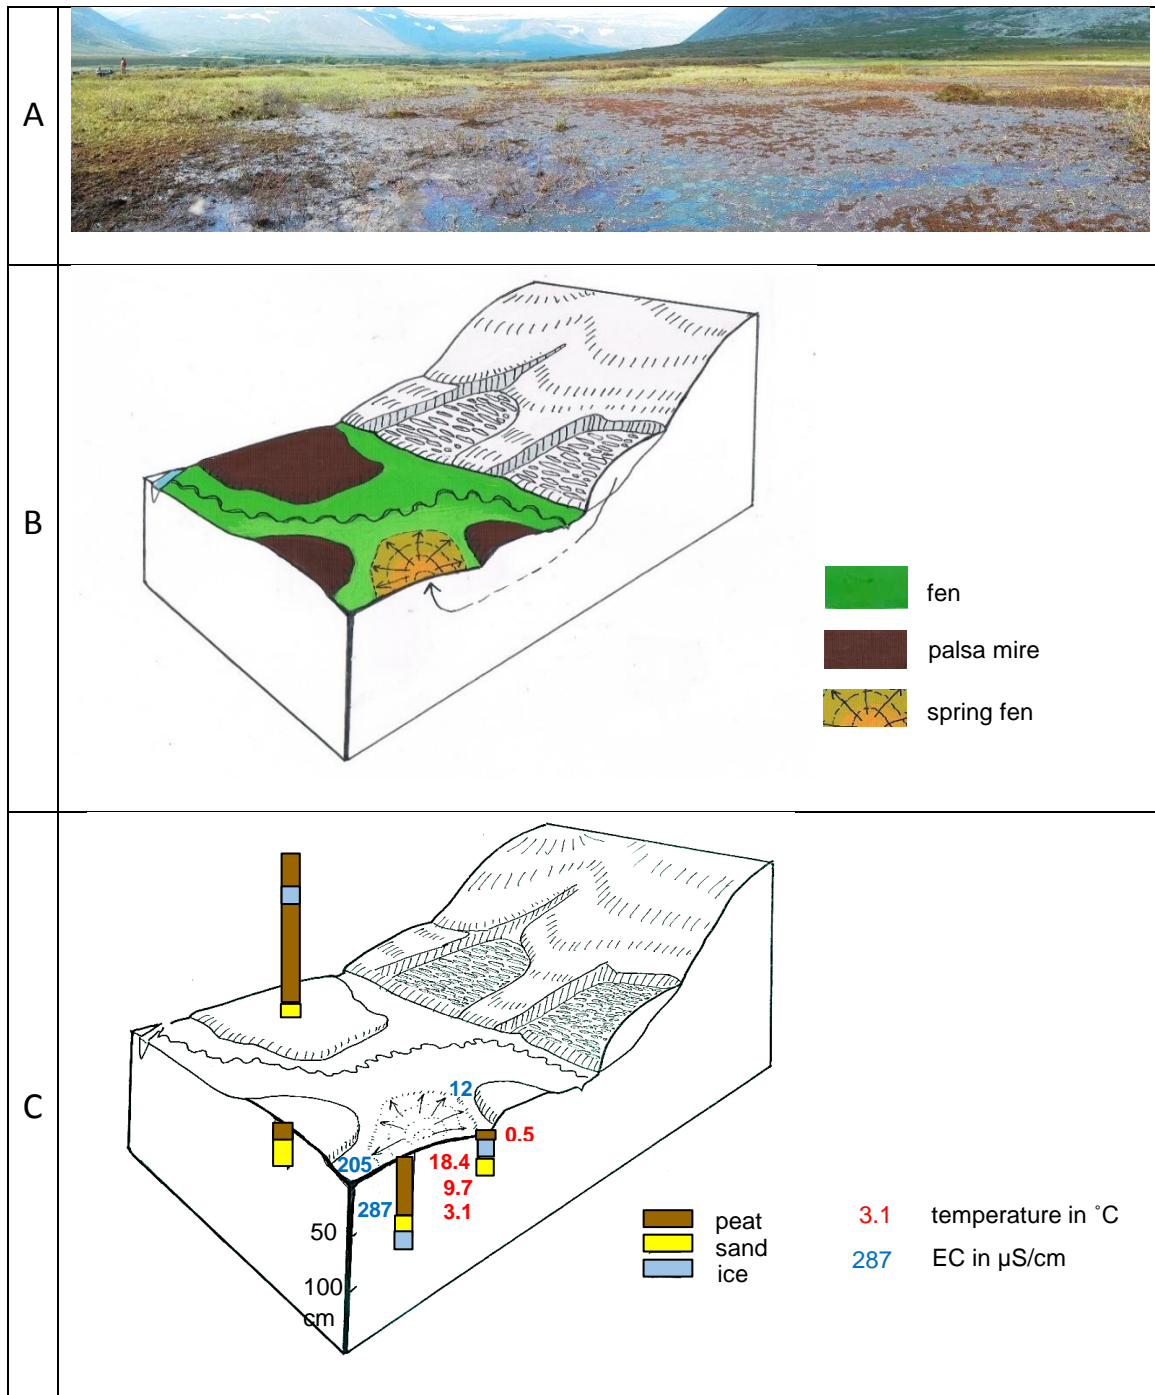 A
B
fen
palsa mire
spring fen
C
12
0.5
205
18.4
9.7
287
3.1
50
100
cm
peat
sand
ice
3.1 temperature in ˚C
287 EC in µS/cm